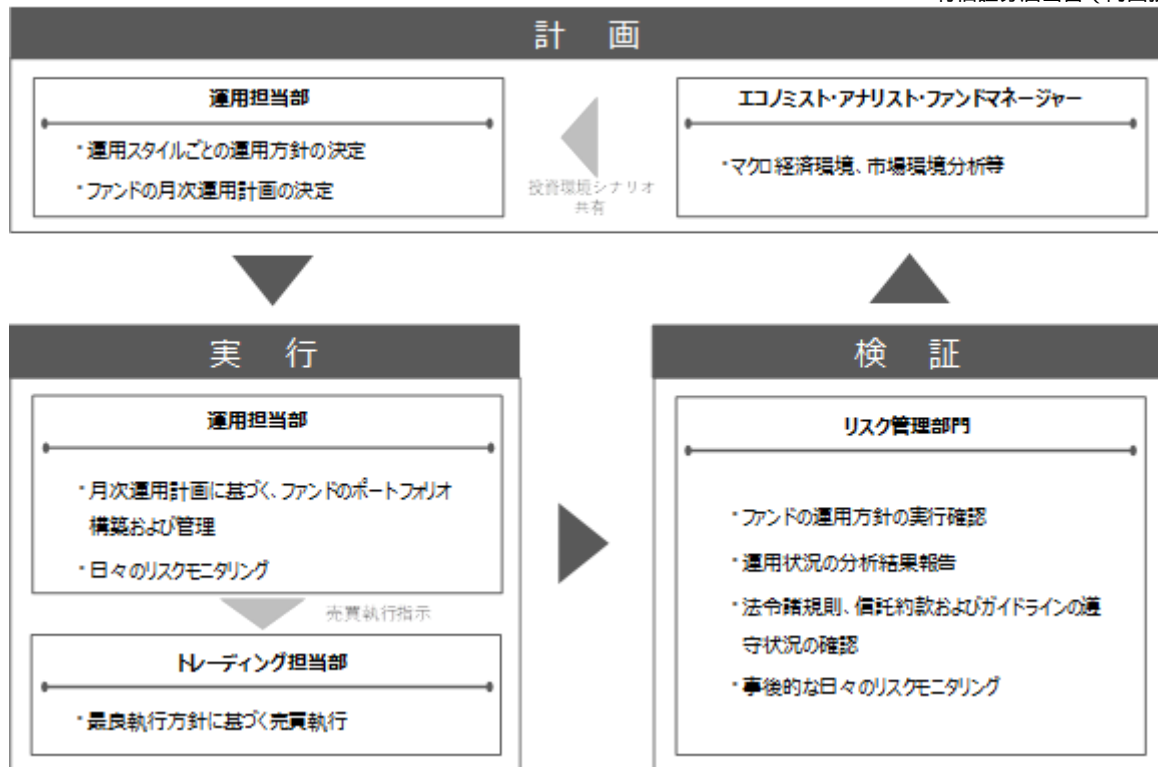 計 画
運用担当部
・運用スタイルごとの運用方針の決定
・ファンドの月次運用計画の決定
投資環境シナリオ
共有
エコノミスト・アナリスト・ファンドマネージャー
・マクロ経済環境、市場環境分析等
実 行
運用担当部
・月次運用計画に基づく、ファンドのポートフォリオ
構築および管理
・日々のリスクモニタリング
売買執行指示
トレーディング担当部
・最良執行方針に基づく売買執行
検 証
リスク管理部門
・ファンドの運用方針の実行確認
・運用状況の分析結果報告
・法令諸規則、信託約款およびガイドラインの遵
守状況の確認
・事後的な日々のリスクモニタリング